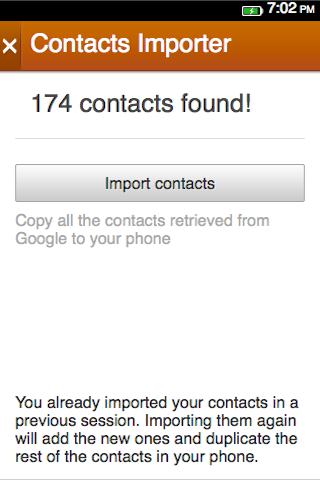 7:02 PM
× Contacts Importer
174 contacts found!
Import contacts
Copy all the contacts retrieved from
Google to your phone
You already imported your contacts in a
previous session. Importing them again
will add the new ones and duplicate the
rest of the contacts in your phone.